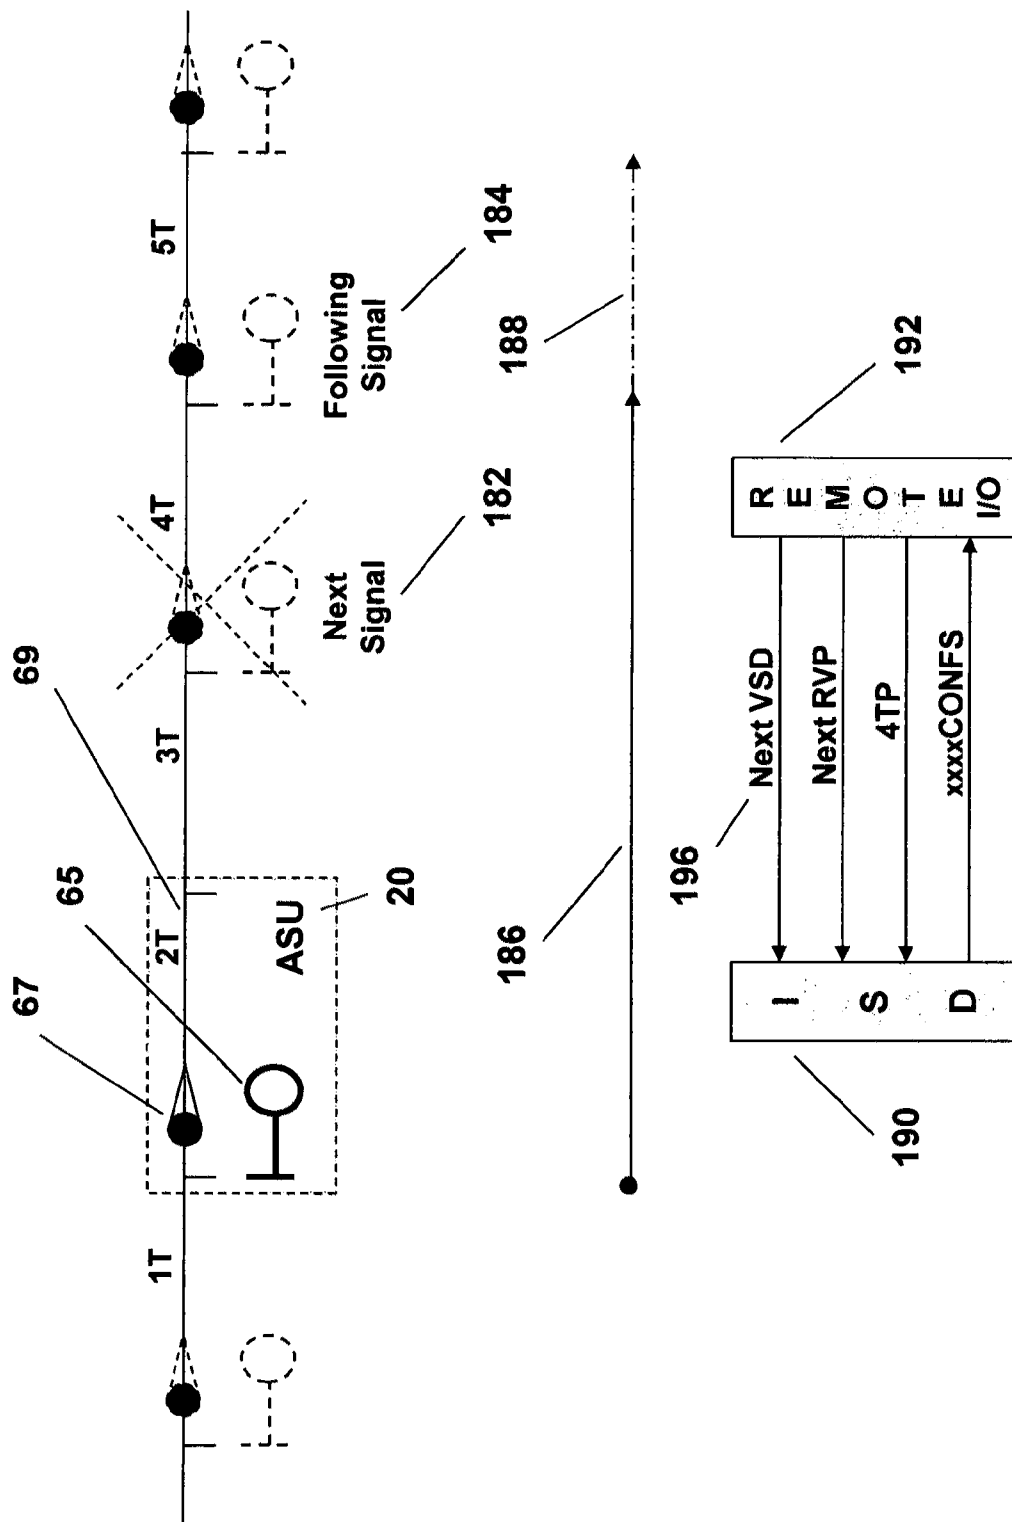 67
65
69
1T
2T
3T
4T
5T
ASU
20
Next
Signal
182
Following
Signal
184
186
188
196
Next VSD
Next RVP
4TP
xxxxCONFS
I
S
D
190
R
E
M
O
T
E
I/O
192